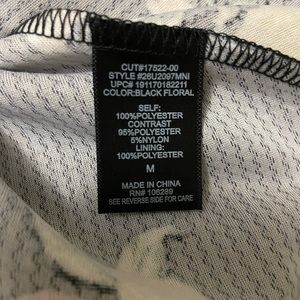 CUT#17522-00
STYLE #26U2097MNI
UPC# 191170182211
COLOR:BLACK FLORAL
SELF:
100%POLYESTER
CONTRAST
95%POLYESTER
5%NYLON
LINING:
100%POLYESTER
M
MADE IN CHINA
RN# 106289
SEE REVERSE SIDE FOR CARE